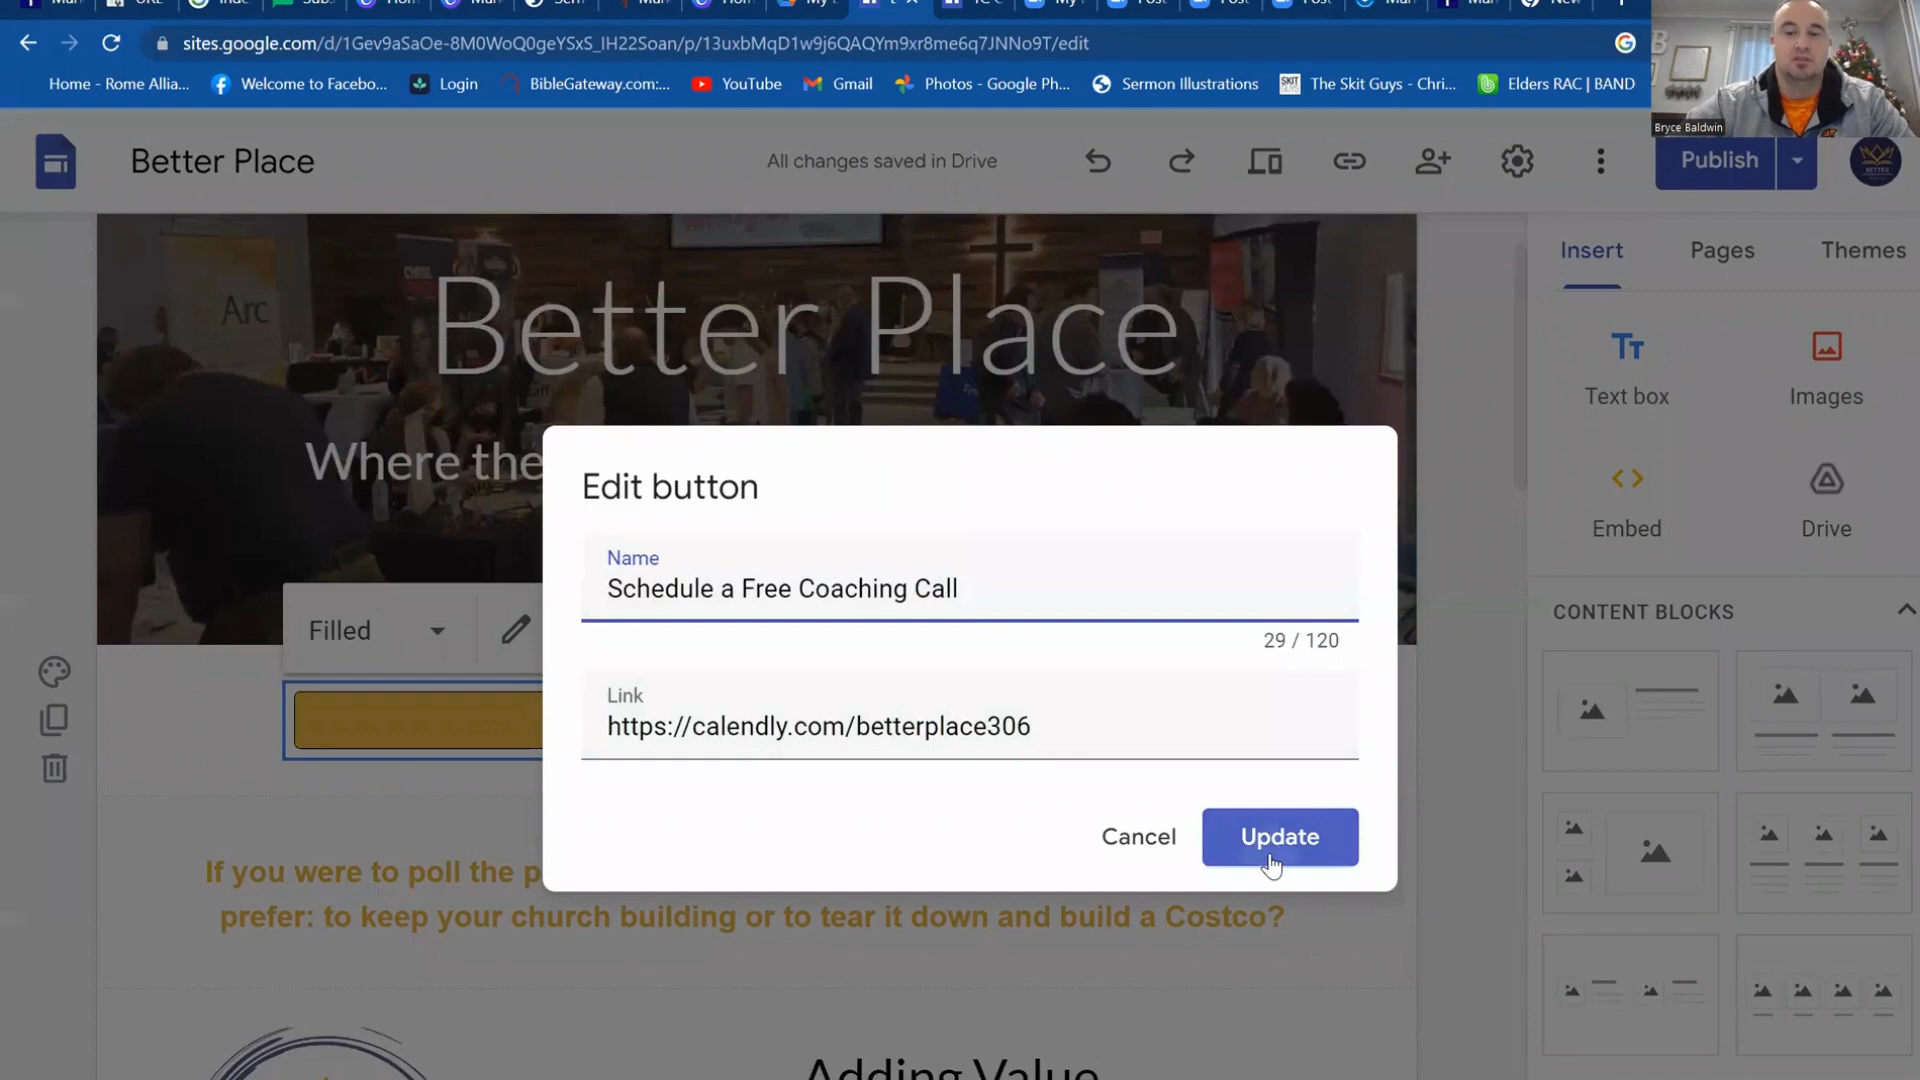 sites.google.com/d/1Gev9aSaOe-8M0WoQ0geYSxS_IH22Soan/p/13uxbMqD1w9j6QAQYm9xr8me6q7JNNo9T/edit
Home - Rome Allia... Welcome to Facebo... Login BibleGateway.com:... YouTube Gmail Photos - Google Ph... Sermon Illustrations The Skit Guys - Chri... Elders RAC | BAND
Bryce Baldwin
Better Place All changes saved in Drive Publish
Insert Pages Themes
Arc
Better Place
Where the
Text box Images
Embed Drive
CONTENT BLOCKS
Edit button
Name
Schedule a Free Coaching Call
29 / 120
Link
https://calendly.com/betterplace306
Cancel Update
Filled
If you were to poll the p
prefer: to keep your church building or to tear it down and build a Costco?
Adding Value